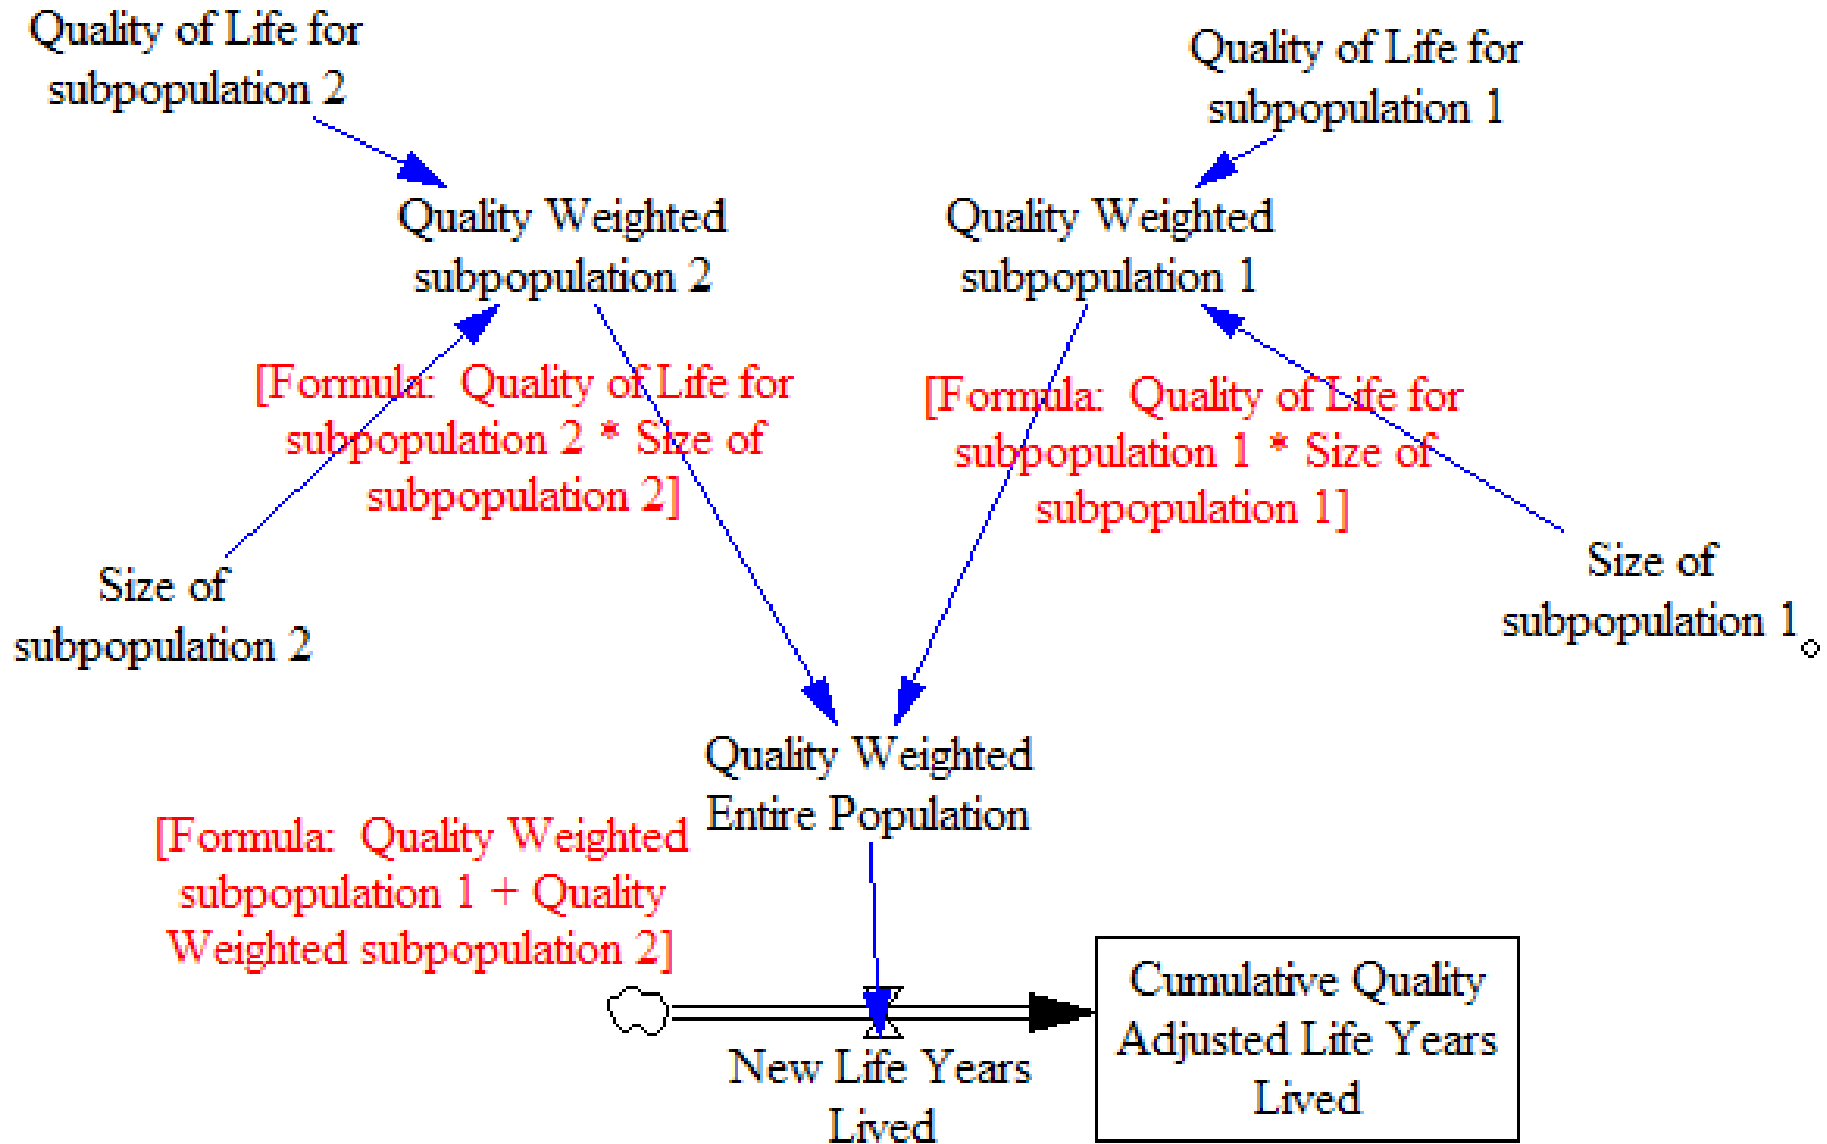 Quality of Life for
subpopulation 2
Quality of Life for
subpopulation 1
Quality Weighted
subpopulation 2
Quality Weighted
subpopulation 1
[Formula: Quality of Life for
subpopulation 2 * Size of
subpopulation 2]
[Formula: Quality of Life for
subpopulation 1 * Size of
subpopulation 1]
Size of
subpopulation 2
Size of
subpopulation 1
Quality Weighted
Entire Population
[Formula: Quality Weighted
subpopulation 1 + Quality
Weighted subpopulation 2]
New Life Years
Lived
Cumulative Quality
Adjusted Life Years
Lived